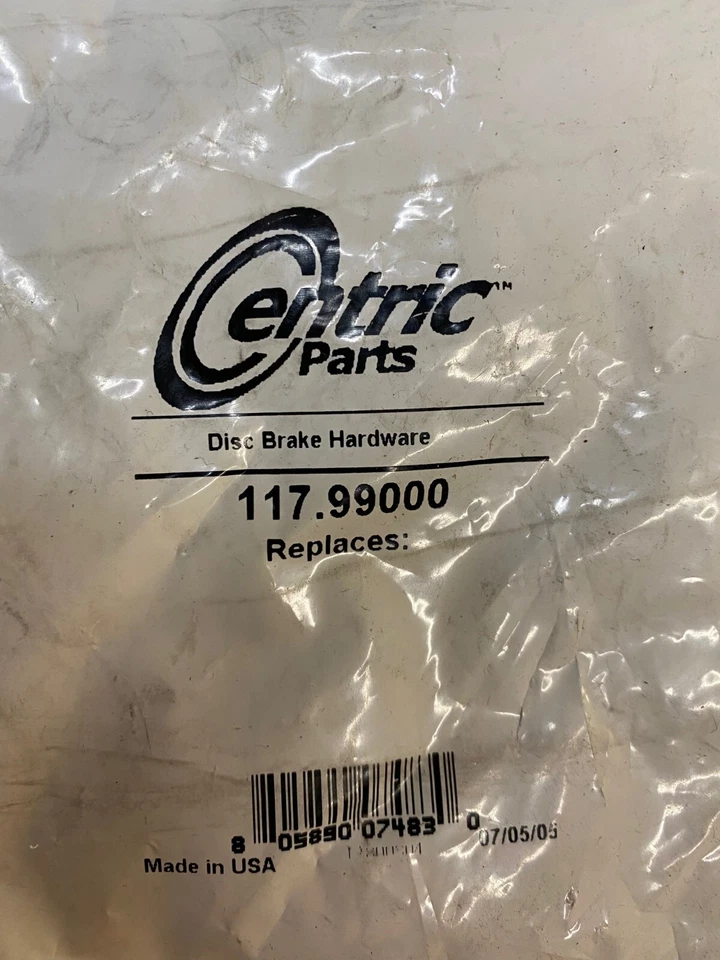 Centric™
Parts
Disc Brake Hardware
117.99000
Replaces:
8 05890 07483 0
07/05/05
Made in USA